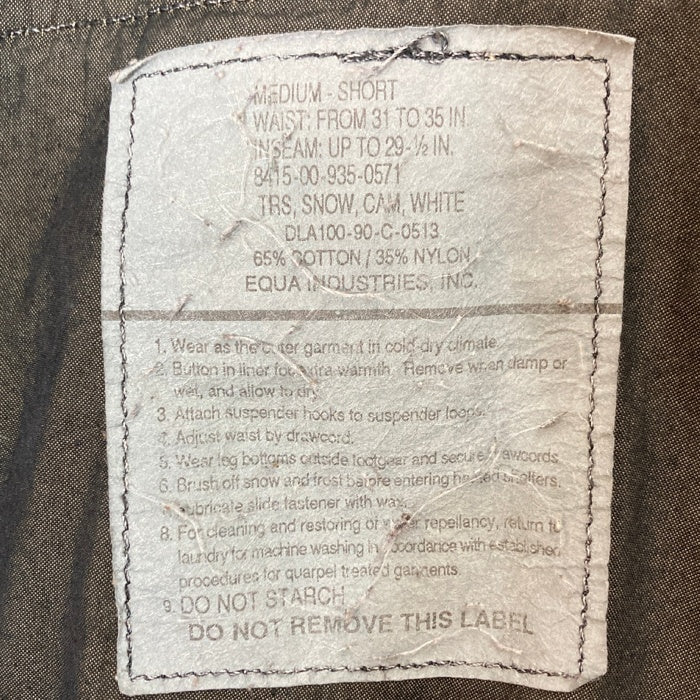 MEDIUM - SHORT
WAIST: FROM 31 TO 35 IN.
INSEAM: UP TO 29-½ IN.
8415-00-935-0571
TRS, SNOW, CAM, WHITE
DLA100-90-C-0513
65% COTTON / 35% NYLON
EQUA INDUSTRIES, INC.
1. Wear as the outer garment in cold-dry climate.
2. Button in liner for extra warmth. Remove when damp or
wet, and allow to dry.
3. Attach suspender hooks to suspender loops.
4. Adjust waist by drawcord.
5. Wear leg bottoms outside footgear and secure
6. Brush off snow and frost before entering heated shelters.
lubricate slide fastener with wax.
8. For cleaning and restoring of water repellancy, return to
laundry for machine washing in accordance with established
procedures for quarpel treated garments.
9. DO NOT STARCH
DO NOT REMOVE THIS LABEL